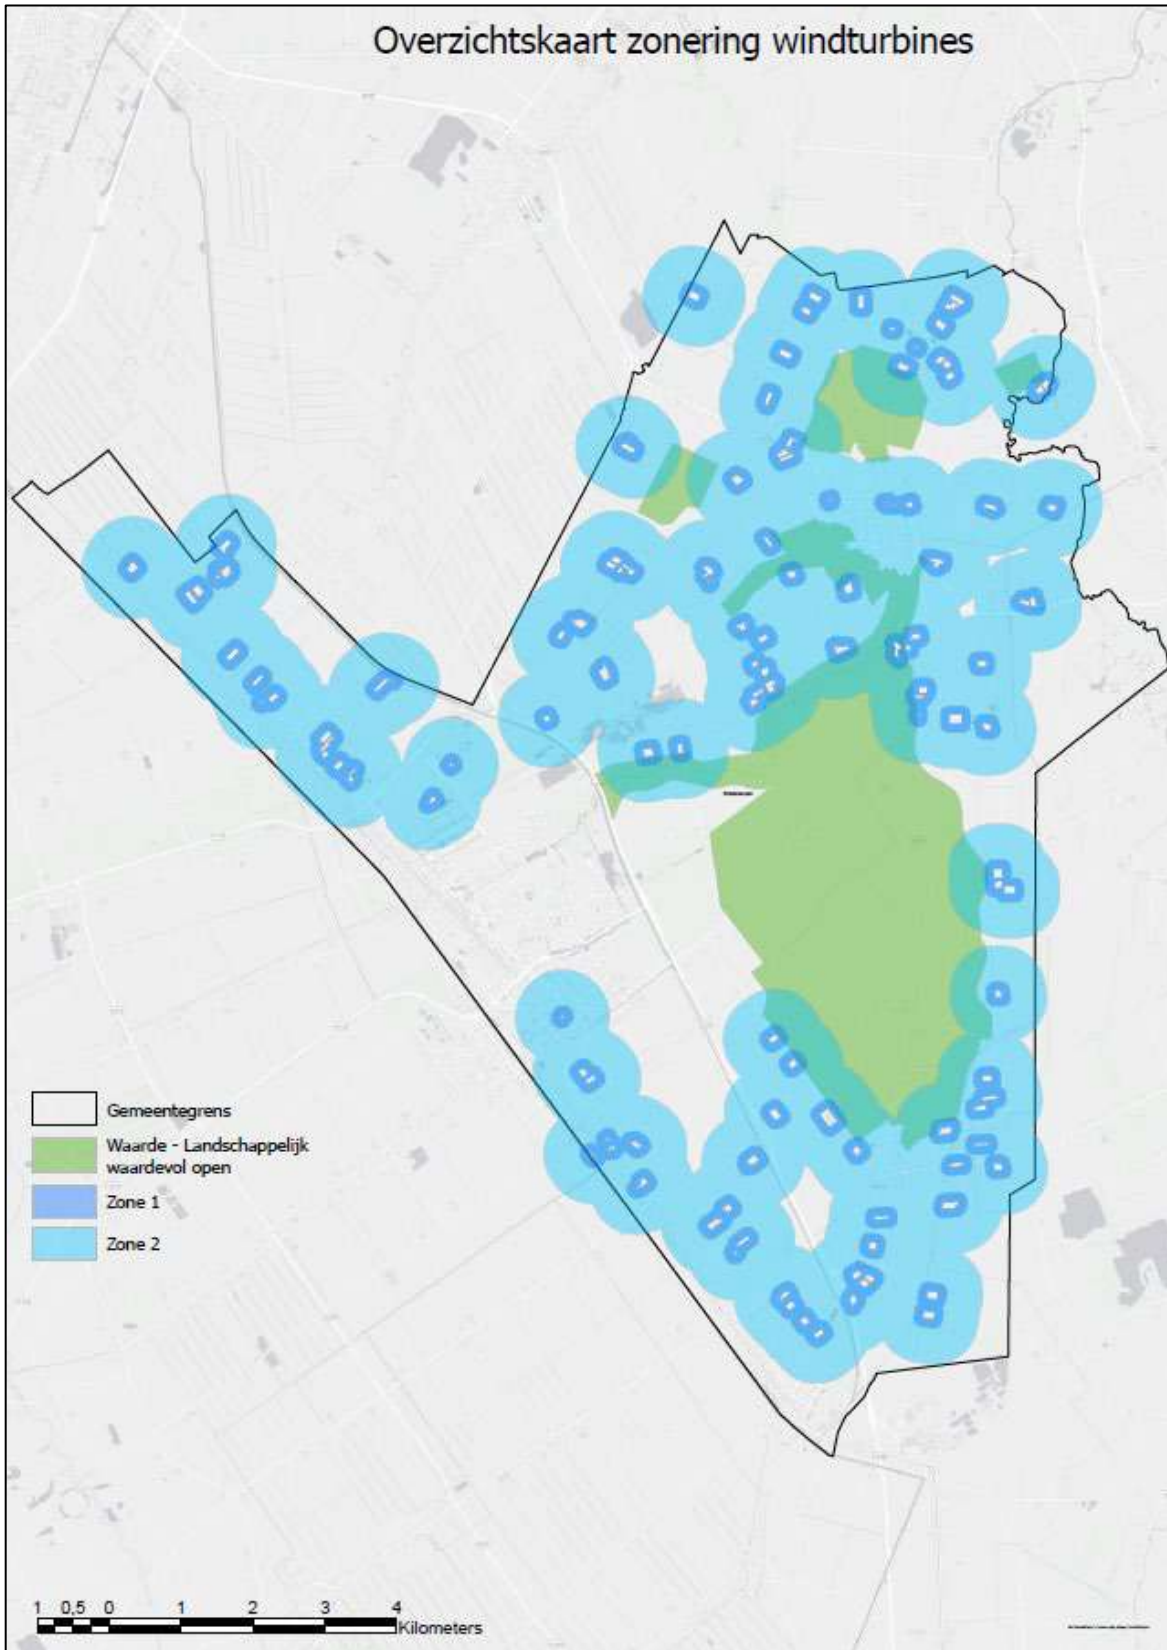 Overzichtskaart zonering windturbines
Gemeentegrens
Waarde - Landschappelijk
waardevol open
Zone 1
Zone 2
1 0,5 0 1 2 3 4
Kilometers